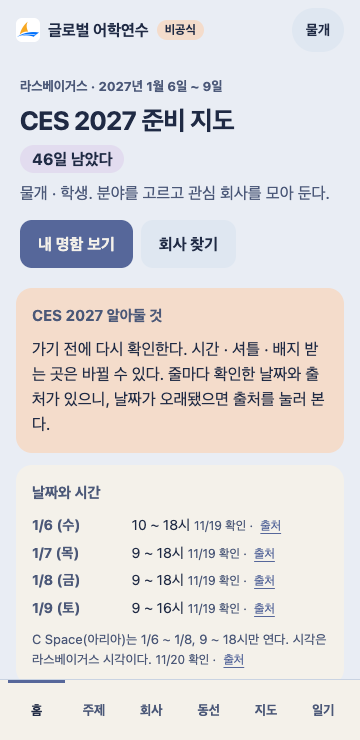 글로벌 어학연수 비공식 물개
라스베이거스 · 2027년 1월 6일 ~ 9일
CES 2027 준비 지도
46일 남았다
물개 · 학생. 분야를 고르고 관심 회사를 모아 둔다.
내 명함 보기 회사 찾기
CES 2027 알아둘 것
가기 전에 다시 확인한다. 시간 · 셔틀 · 배지 받
는 곳은 바뀔 수 있다. 줄마다 확인한 날짜와 출
처가 있으니, 날짜가 오래됐으면 출처를 눌러 본
다.
날짜와 시간
1/6 (수) 10 ~ 18시 11/19 확인 · 출처
1/7 (목) 9 ~ 18시 11/19 확인 · 출처
1/8 (금) 9 ~ 18시 11/19 확인 · 출처
1/9 (토) 9 ~ 16시 11/19 확인 · 출처
C Space(아리아)는 1/6 ~ 1/8, 9 ~ 18시만 연다. 시각은
라스베이거스 시각이다. 11/20 확인 · 출처
홈 주제 회사 동선 지도 일기